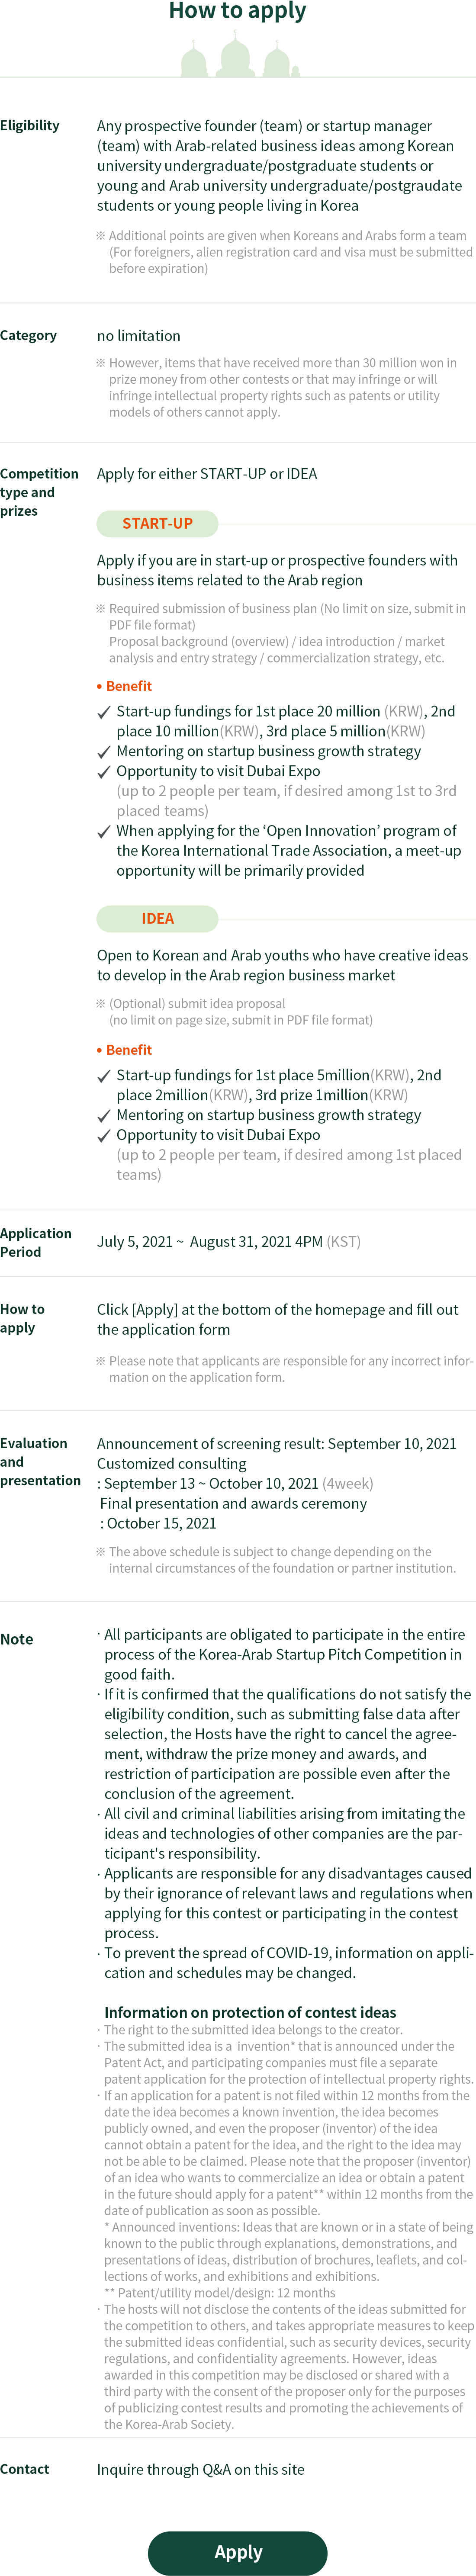 How to apply
Eligibility
Any prospective founder (team) or startup manager
(team) with Arab-related business ideas among Korean
university undergraduate/postgraduate students or
young and Arab university undergraduate/postgraudate
students or young people living in Korea
※ Additional points are given when Koreans and Arabs form a team
(For foreigners, alien registration card and visa must be submitted
before expiration)
Category
no limitation
※ However, items that have received more than 30 million won in
prize money from other contests or that may infringe or will
infringe intellectual property rights such as patents or utility
models of others cannot apply.
Competition
type and
prizes
Apply for either START-UP or IDEA
START-UP
Apply if you are in start-up or prospective founders with
business items related to the Arab region
※ Required submission of business plan (No limit on size, submit in
PDF file format)
Proposal background (overview) / idea introduction / market
analysis and entry strategy / commercialization strategy, etc.
• Benefit
✓ Start-up fundings for 1st place 20 million (KRW), 2nd
place 10 million(KRW), 3rd place 5 million(KRW)
✓ Mentoring on startup business growth strategy
✓ Opportunity to visit Dubai Expo
(up to 2 people per team, if desired among 1st to 3rd
placed teams)
✓ When applying for the ‘Open Innovation’ program of
the Korea International Trade Association, a meet-up
opportunity will be primarily provided
IDEA
Open to Korean and Arab youths who have creative ideas
to develop in the Arab region business market
※ (Optional) submit idea proposal
(no limit on page size, submit in PDF file format)
• Benefit
✓ Start-up fundings for 1st place 5million(KRW), 2nd
place 2million(KRW), 3rd prize 1million(KRW)
✓ Mentoring on startup business growth strategy
✓ Opportunity to visit Dubai Expo
(up to 2 people per team, if desired among 1st placed
teams)
Application
Period
July 5, 2021 ~ August 31, 2021 4PM (KST)
How to
apply
Click [Apply] at the bottom of the homepage and fill out
the application form
※ Please note that applicants are responsible for any incorrect infor-
mation on the application form.
Evaluation
and
presentation
Announcement of screening result: September 10, 2021
Customized consulting
: September 13 ~ October 10, 2021 (4week)
Final presentation and awards ceremony
: October 15, 2021
※ The above schedule is subject to change depending on the
internal circumstances of the foundation or partner institution.
Note
· All participants are obligated to participate in the entire
process of the Korea-Arab Startup Pitch Competition in
good faith.
· If it is confirmed that the qualifications do not satisfy the
eligibility condition, such as submitting false data after
selection, the Hosts have the right to cancel the agree-
ment, withdraw the prize money and awards, and
restriction of participation are possible even after the
conclusion of the agreement.
· All civil and criminal liabilities arising from imitating the
ideas and technologies of other companies are the par-
ticipant's responsibility.
· Applicants are responsible for any disadvantages caused
by their ignorance of relevant laws and regulations when
applying for this contest or participating in the contest
process.
· To prevent the spread of COVID-19, information on appli-
cation and schedules may be changed.
Information on protection of contest ideas
· The right to the submitted idea belongs to the creator.
· The submitted idea is a invention* that is announced under the
Patent Act, and participating companies must file a separate
patent application for the protection of intellectual property rights.
· If an application for a patent is not filed within 12 months from the
date the idea becomes a known invention, the idea becomes
publicly owned, and even the proposer (inventor) of the idea
cannot obtain a patent for the idea, and the right to the idea may
not be able to be claimed. Please note that the proposer (inventor)
of an idea who wants to commercialize an idea or obtain a patent
in the future should apply for a patent** within 12 months from the
date of publication as soon as possible.
* Announced inventions: Ideas that are known or in a state of being
known to the public through explanations, demonstrations, and
presentations of ideas, distribution of brochures, leaflets, and col-
lections of works, and exhibitions and exhibitions.
** Patent/utility model/design: 12 months
· The hosts will not disclose the contents of the ideas submitted for
the competition to others, and takes appropriate measures to keep
the submitted ideas confidential, such as security devices, security
regulations, and confidentiality agreements. However, ideas
awarded in this competition may be disclosed or shared with a
third party with the consent of the proposer only for the purposes
of publicizing contest results and promoting the achievements of
the Korea-Arab Society.
Contact
Inquire through Q&A on this site
Apply